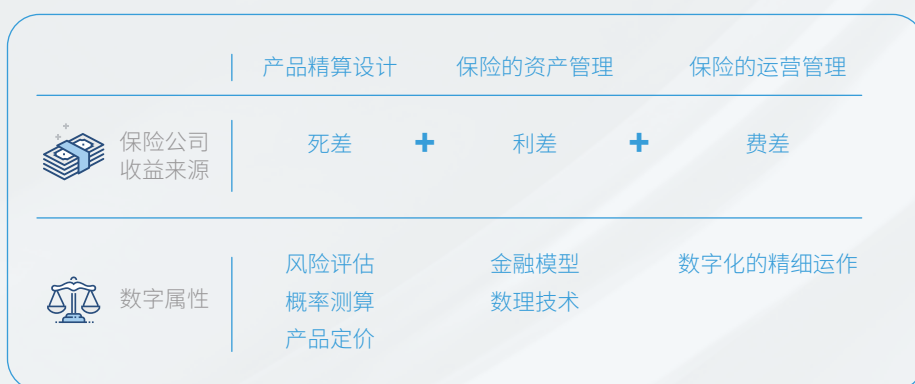 产品精算设计 保险的资产管理 保险的运营管理
保险公司
收益来源
死差 + 利差 + 费差
数字属性
风险评估 金融模型 数字化的精细运作
概率测算 数理技术
产品定价